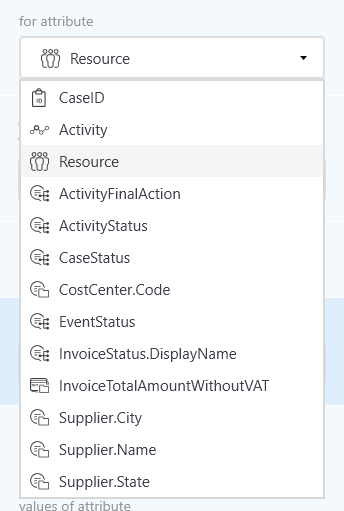 for attribute
Resource
CaseID
Activity
Resource
ActivityFinalAction
ActivityStatus
CaseStatus
CostCenter.Code
EventStatus
InvoiceStatus.DisplayName
InvoiceTotalAmountWithoutVAT
Supplier.City
Supplier.Name
Supplier.State
values of attribute